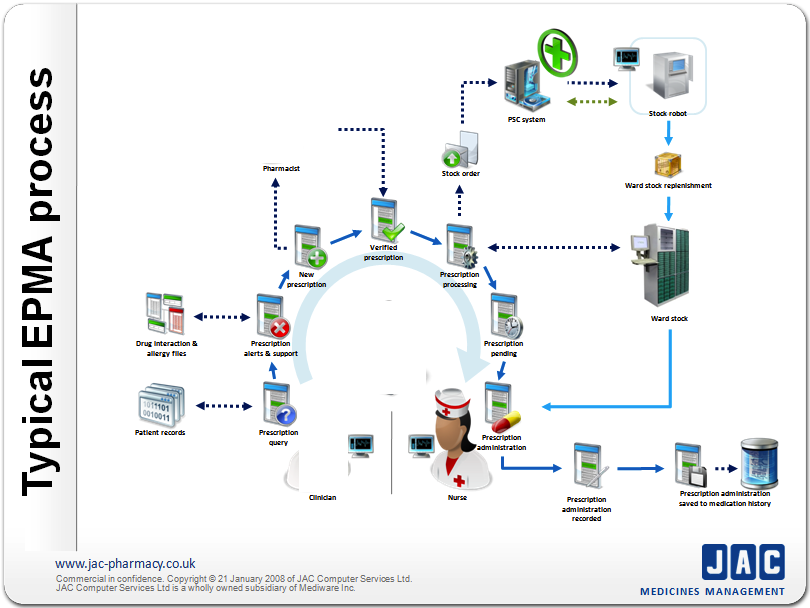 Typical EPMA process
PSC system
Stock robot
Stock order
Ward stock replenishment
Pharmacist
Verified
prescription
New
prescription
Prescription
processing
Ward stock
Drug interaction &
allergy files
Prescription
alerts & support
Prescription
pending
1011101
0010011
Patient records
Prescription
query
Prescription
administration
Clinician
Nurse
Prescription
administration
recorded
Prescription administration
saved to medication history
www.jac-pharmacy.co.uk
Commercial in confidence. Copyright © 21 January 2008 of JAC Computer Services Ltd.
JAC Computer Services Ltd is a wholly owned subsidiary of Mediware Inc.
JAC
MEDICINES MANAGEMENT